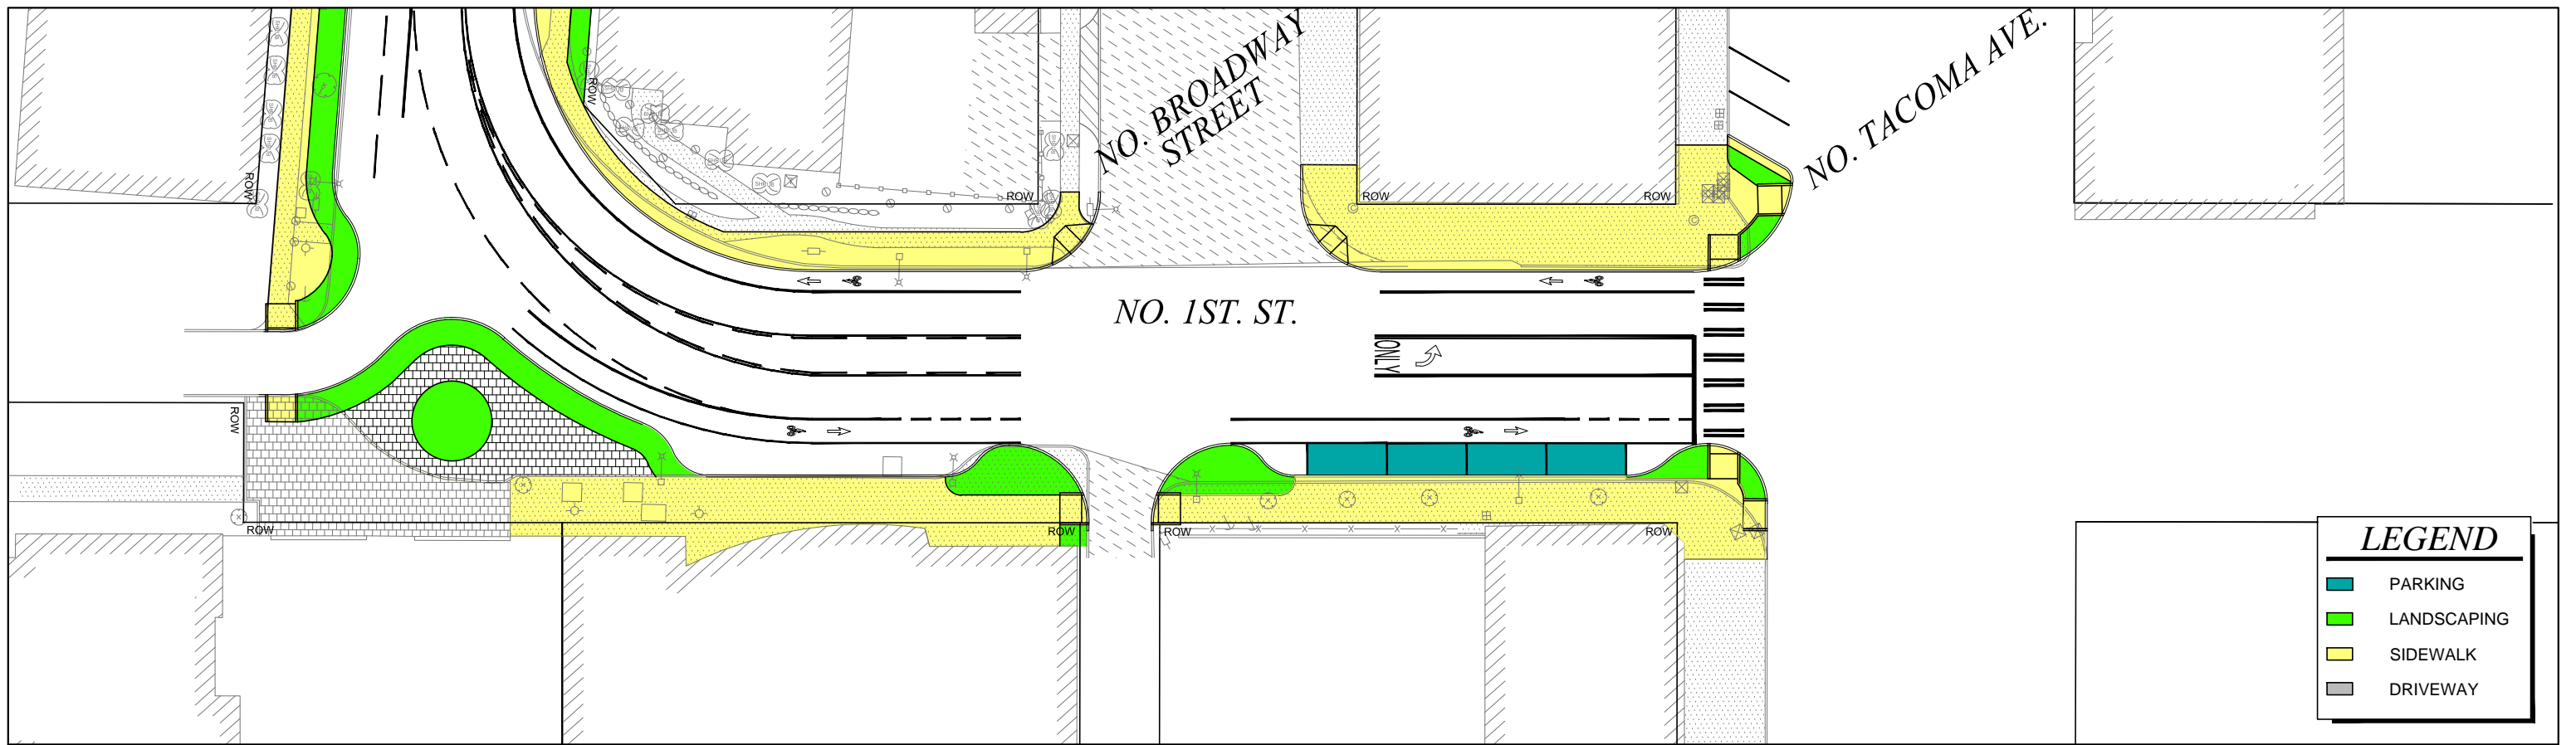 NO. BROADWAY
STREET
NO. TACOMA AVE.
ROW
ROW
ROW
ROW
ROW
NO. 1ST. ST.
ONLY
ROW
ROW
ROW
ROW
ROW
LEGEND
PARKING
LANDSCAPING
SIDEWALK
DRIVEWAY
SHRUB